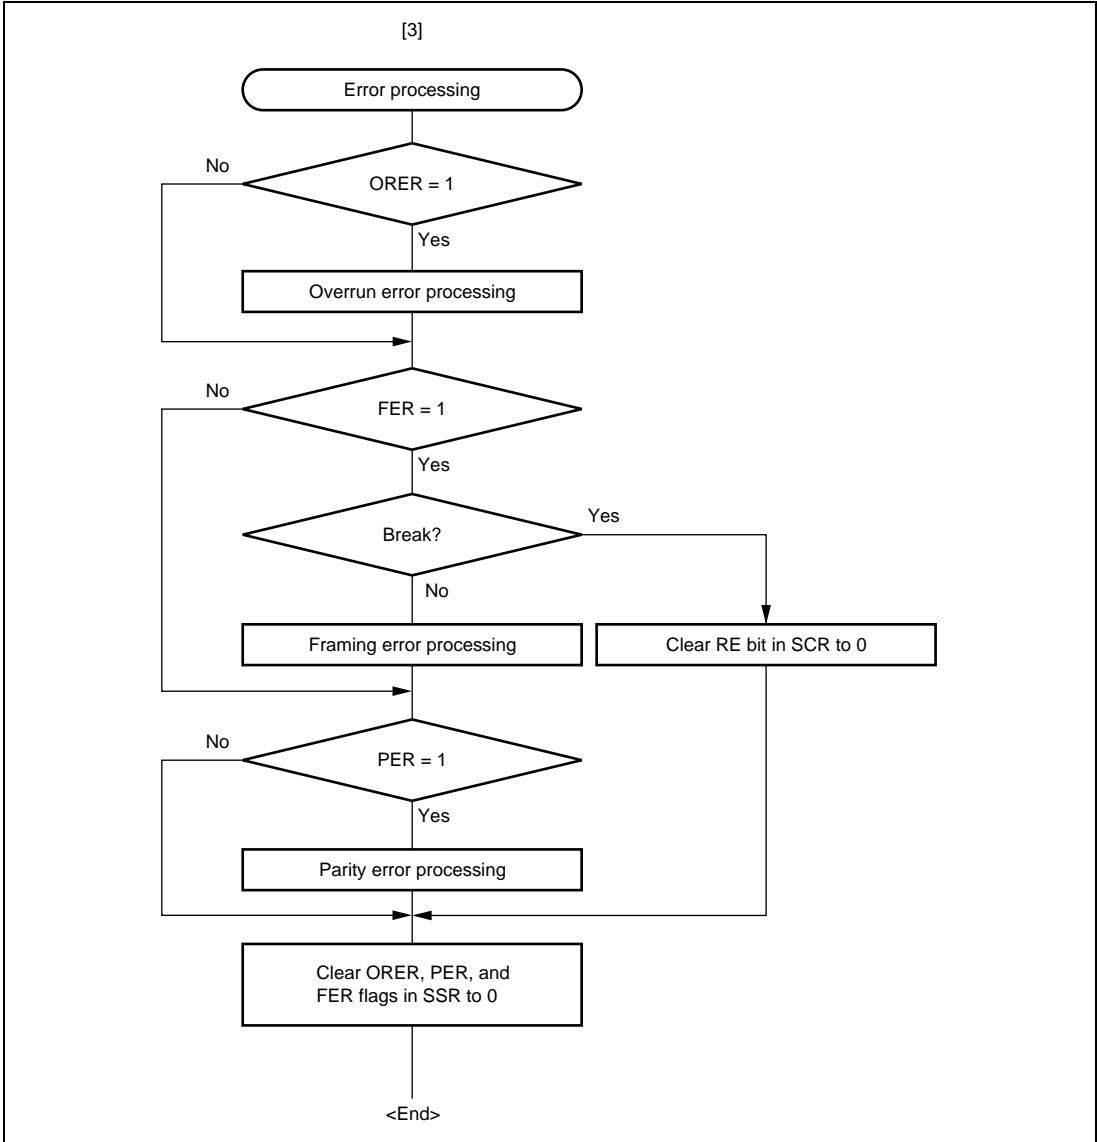 [3]
Error processing
No
ORER = 1
Yes
Overrun error processing
No
FER = 1
Yes
Break?
Yes
No
Framing error processing
Clear RE bit in SCR to 0
No
PER = 1
Yes
Parity error processing
Clear ORER, PER, and
FER flags in SSR to 0
<End>